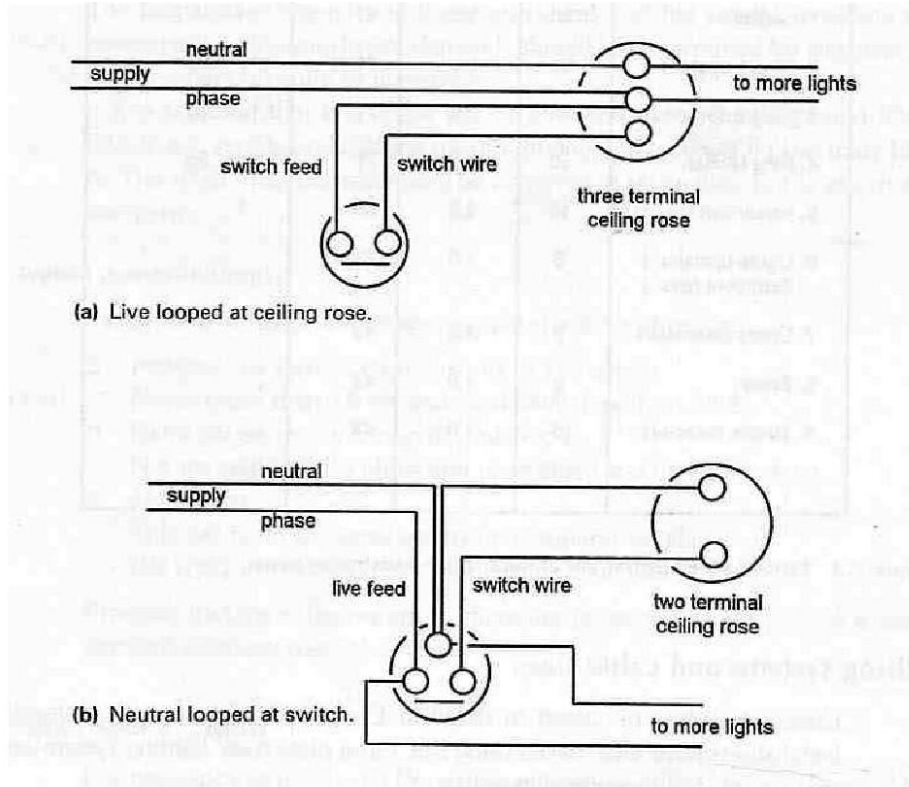 neutral
supply
phase
to more lights
switch feed
switch wire
three terminal
ceiling rose
(a) Live looped at ceiling rose.
neutral
supply
phase
live feed
switch wire
two terminal
ceiling rose
(b) Neutral looped at switch.
to more lights